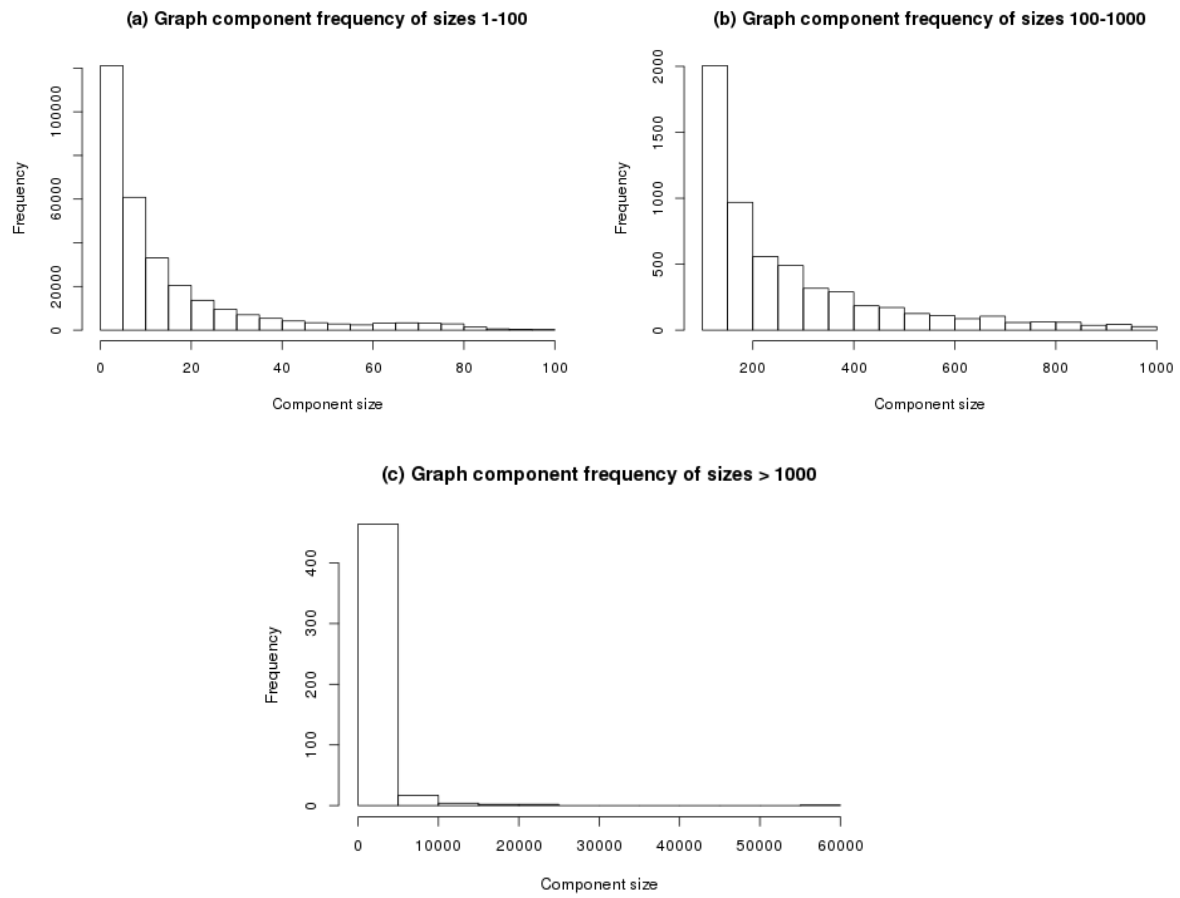 (a) Graph component frequency of sizes 1-100
Frequency
0
20000
60000
100000
0 20 40 60 80 100
Component size
(b) Graph component frequency of sizes 100-1000
Frequency
0
500
1000
1500
2000
200 400 600 800 1000
Component size
(c) Graph component frequency of sizes > 1000
Frequency
0
100
200
300
400
0 10000 20000 30000 40000 50000 60000
Component size